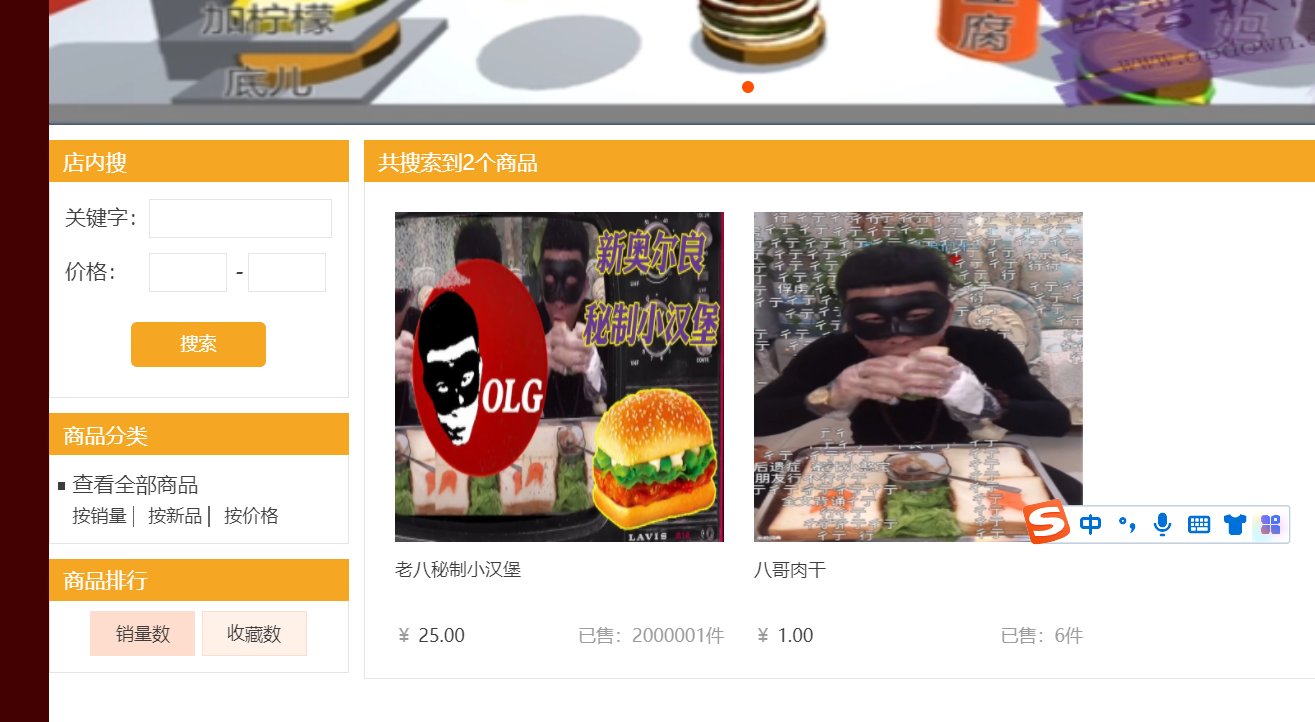 加柠檬
底儿
腐
www.opdown.c
店内搜
关键字：
价格：
-
搜索
商品分类
查看全部商品
按销量 | 按新品 | 按价格
商品排行
销量数 收藏数
共搜索到2个商品
新奥尔良
秘制小汉堡
OLG
LAVIS
老八秘制小汉堡
¥ 25.00 已售：2000001件
八哥肉干
¥ 1.00 已售：6件
中